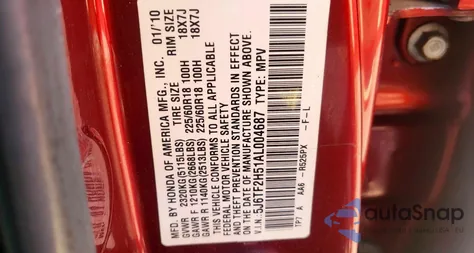 MFD. BY HONDA OF AMERICA MFG., INC. 01/'10
TIRE SIZE RIM SIZE
GVWR 2320KG(5115LBS) 225/60R18 100H 18X7J
GAWR F 1210KG(2668LBS) 225/60R18 100H 18X7J
GAWR R 1140KG(2513LBS)
THIS VEHICLE CONFORMS TO ALL APPLICABLE
FEDERAL MOTOR VEHICLE SAFETY
AND THEFT PREVENTION STANDARDS IN EFFECT
ON THE DATE OF MANUFACTURE SHOWN ABOVE.
V.I.N.:5J6TF2H51AL004687 TYPE: MPV
TP7 A AA6 -R525PX -F-L
autoSnap